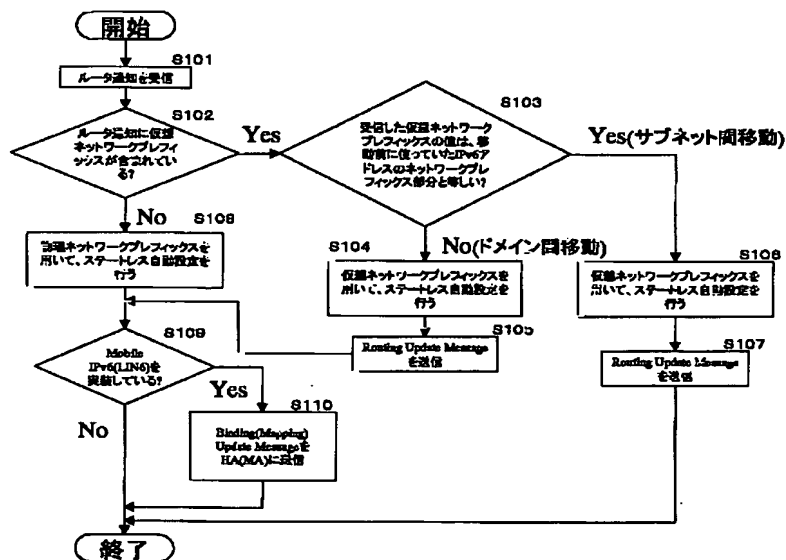 開始
S101
ルータ通知を受信
S102
ルータ通知に仮想
ネットワークプレフィ
ックスが含まれてい
る?
Yes
S103
受信した仮想ネットワーク
プレフィックスの値は、移
動前に使っていたIPv6ア
ドレスのネットワークプレ
フィックス部分と等しい?
Yes(サブネット間移動)
No
S108
物理ネットワークプレフィックスを
用いて、ステートレス自動設定を
行う
S104
No(ドメイン間移動)
仮想ネットワークプレフィックスを
用いて、ステートレス自動設定を
行う
S106
仮想ネットワークプレフィックスを
用いて、ステートレス自動設定を
行う
S109
Mobile
IPv6(LIN6)を
実装している?
S105
Routing Update Message
を送信
S107
Routing Update Message
を送信
Yes
S110
Binding(Mapping)
Update Messageを
HA(MA)に送信
No
終了